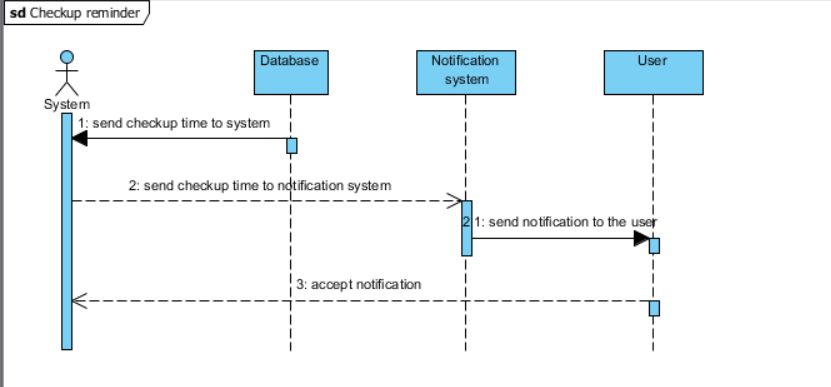 sd Checkup reminder
Database
Notification
system
User
System
1: send checkup time to system
2: send checkup time to notification system
2.1: send notification to the user
3: accept notification